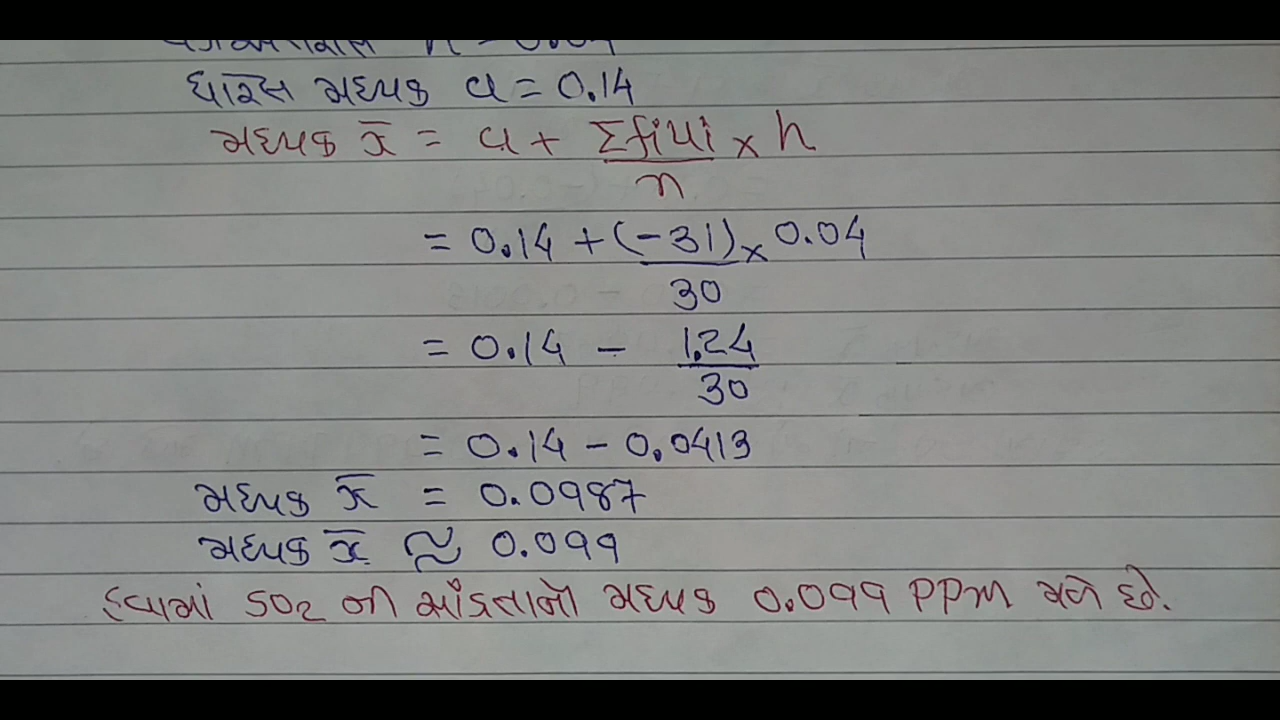 ધારેલ મધ્યક a = 0.14
મધ્યક x̄ = a + Σfiui/n × h
= 0.14 + (-31)/30 × 0.04
= 0.14 - 1.24/30
= 0.14 - 0.0413
મધ્યક x̄ = 0.0987
મધ્યક x̄ ≈ 0.099
હવામાં SO2 ની સાંદ્રતાનો મધ્યક 0.099 PPM મળે છે.